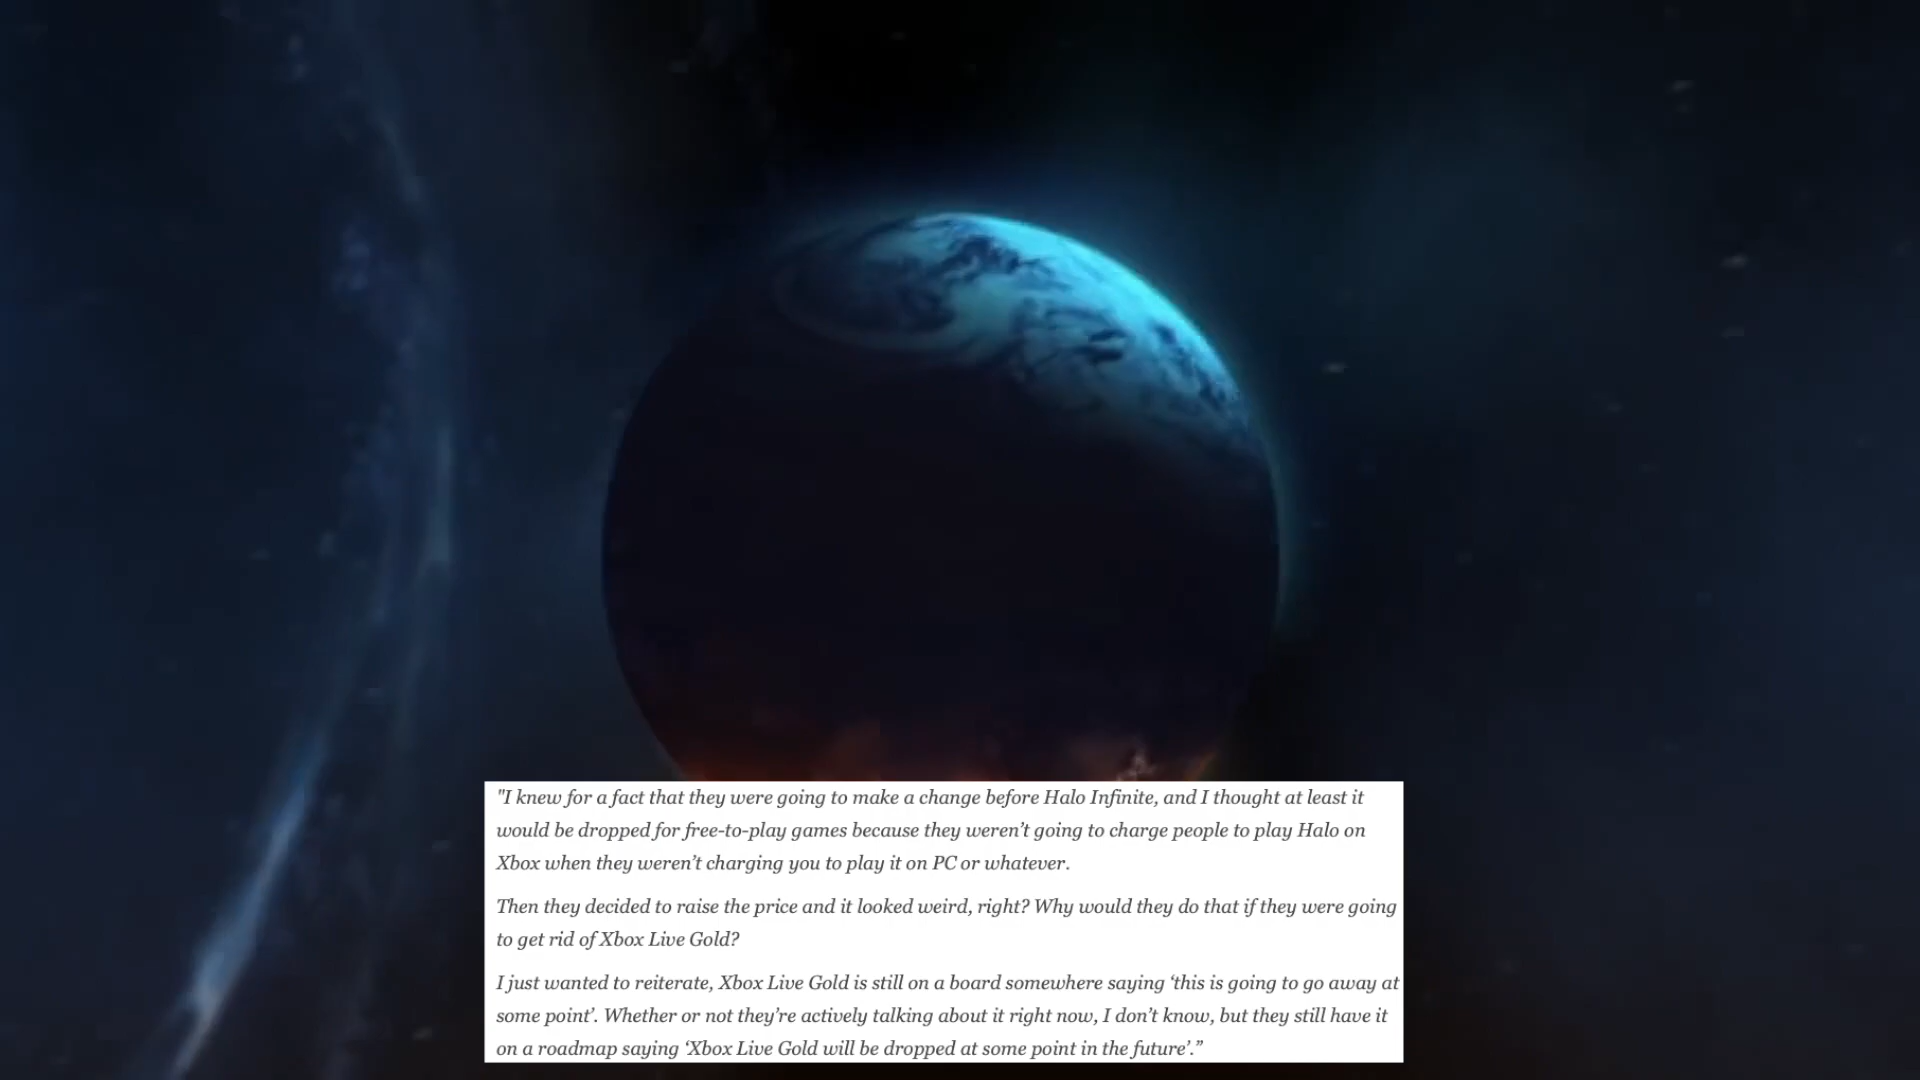 "I knew for a fact that they were going to make a change before Halo Infinite, and I thought at least it
would be dropped for free-to-play games because they weren’t going to charge people to play Halo on
Xbox when they weren’t charging you to play it on PC or whatever.
Then they decided to raise the price and it looked weird, right? Why would they do that if they were going
to get rid of Xbox Live Gold?
I just wanted to reiterate, Xbox Live Gold is still on a board somewhere saying ‘this is going to go away at
some point’. Whether or not they’re actively talking about it right now, I don’t know, but they still have it
on a roadmap saying ‘Xbox Live Gold will be dropped at some point in the future’.”